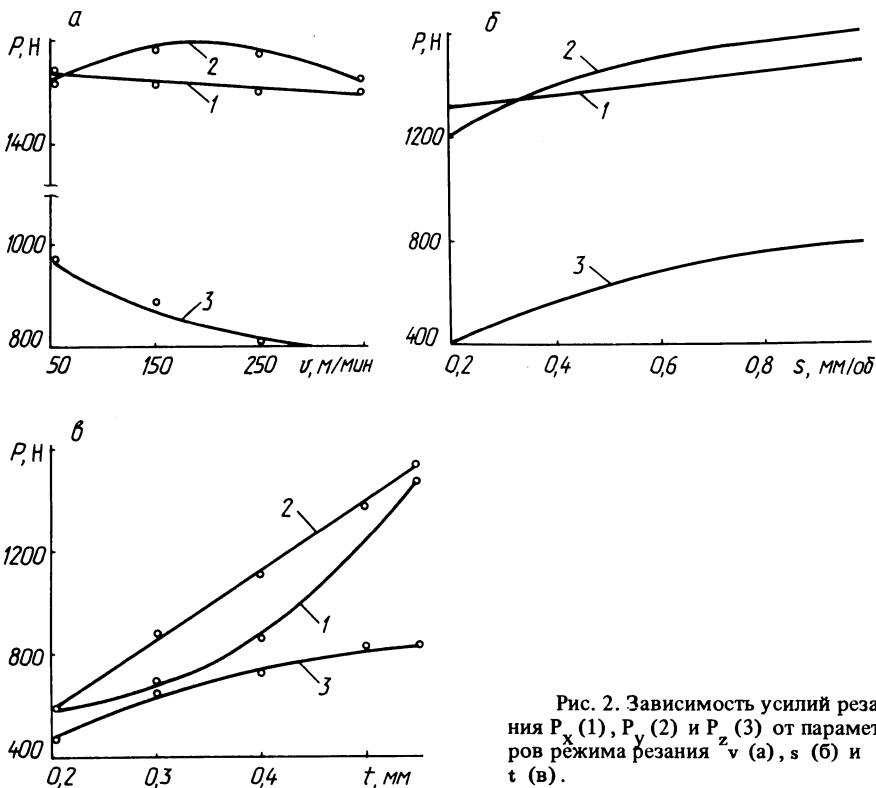 а
P, Н
2
1
1400
1000
3
800
50
150
250
υ, м/мин
б
P, Н
2
1
1200
800
3
400
0,2
0,4
0,6
0,8
s, мм/об
в
P, Н
2
1200
1
800
3
400
0,2
0,3
0,4
t, мм
Рис. 2. Зависимость усилий реза-
ния Px (1), Py (2) и Pz (3) от парамет-
ров режима резания v (а), s (б) и
t (в).